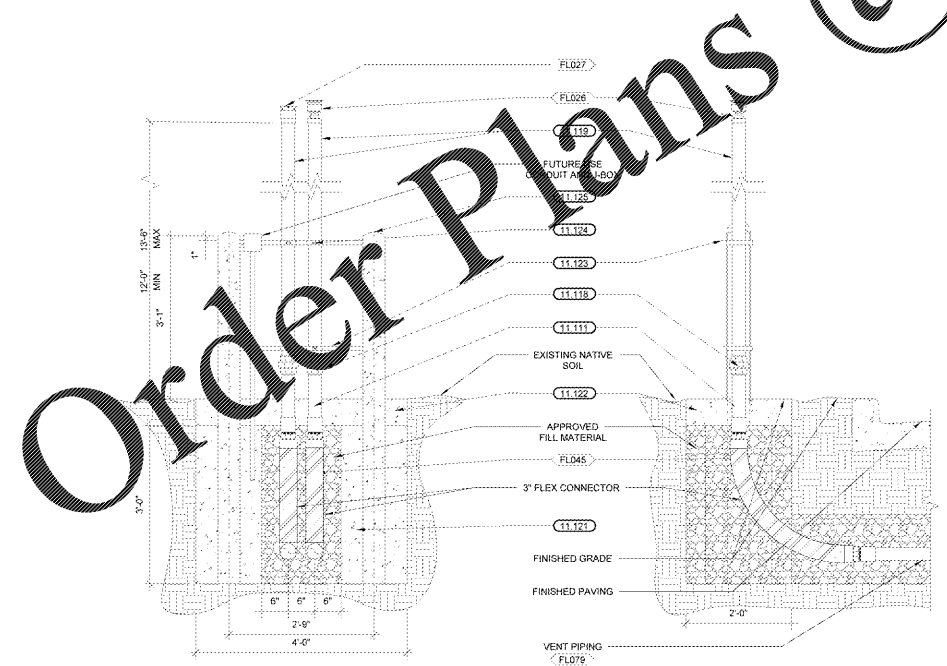 FL027
FL026
11.119
FUTURE USE
CONDUIT AND J-BOX
11.125
11.124
11.123
11.118
11.111
EXISTING NATIVE
SOIL
11.122
APPROVED
FILL MATERIAL
FL045
3" FLEX CONNECTOR
11.121
FINISHED GRADE
FINISHED PAVING
VENT PIPING
FL079
13'-6" MAX
12'-0" MIN
1"
3'-1"
3'-0"
6" 6" 6"
2'-9"
4'-0"
2'-0"
Order Plans ©